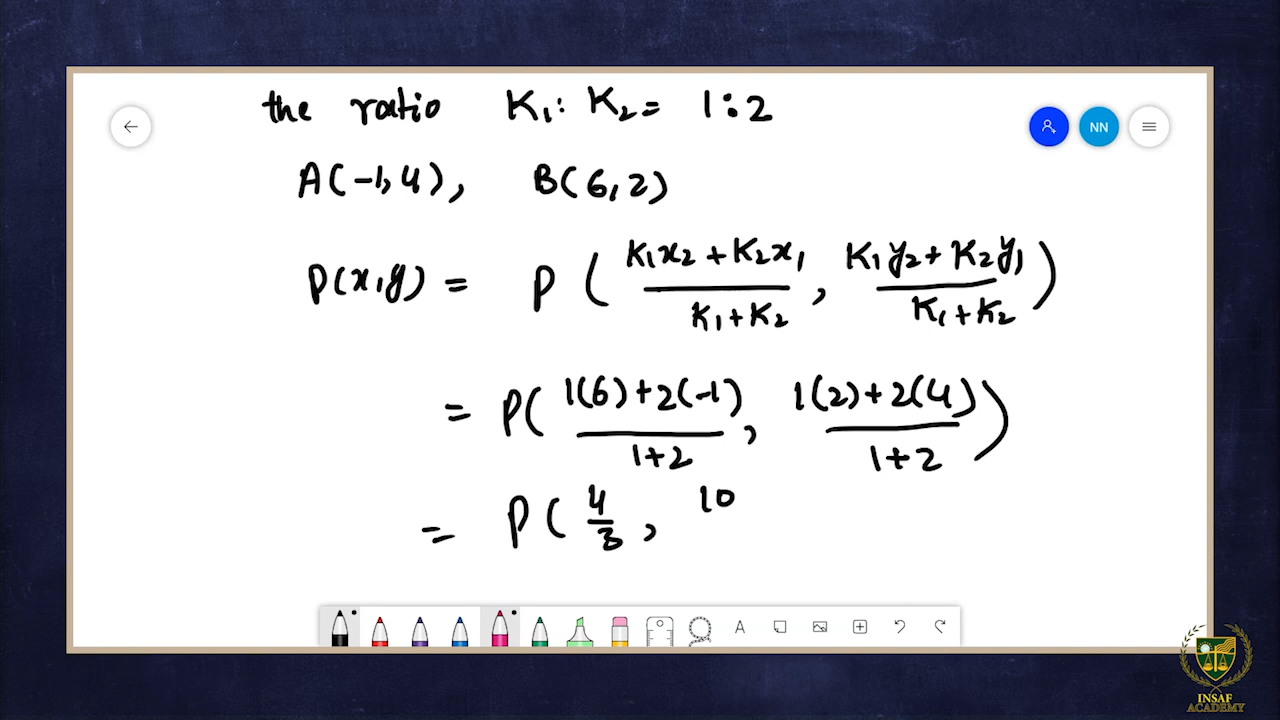 the ratio K₁ : K₂ = 1 : 2
NN
A(-1, 4), B(6, 2)
P(x, y) = P ( (K₁x₂ + K₂x₁)/(K₁ + K₂) , (K₁y₂ + K₂y₁)/(K₁ + K₂) )
= P( (1(6) + 2(-1))/(1 + 2) , (1(2) + 2(4))/(1 + 2) )
= P ( 4/3 , 10
A
INSAF
ACADEMY